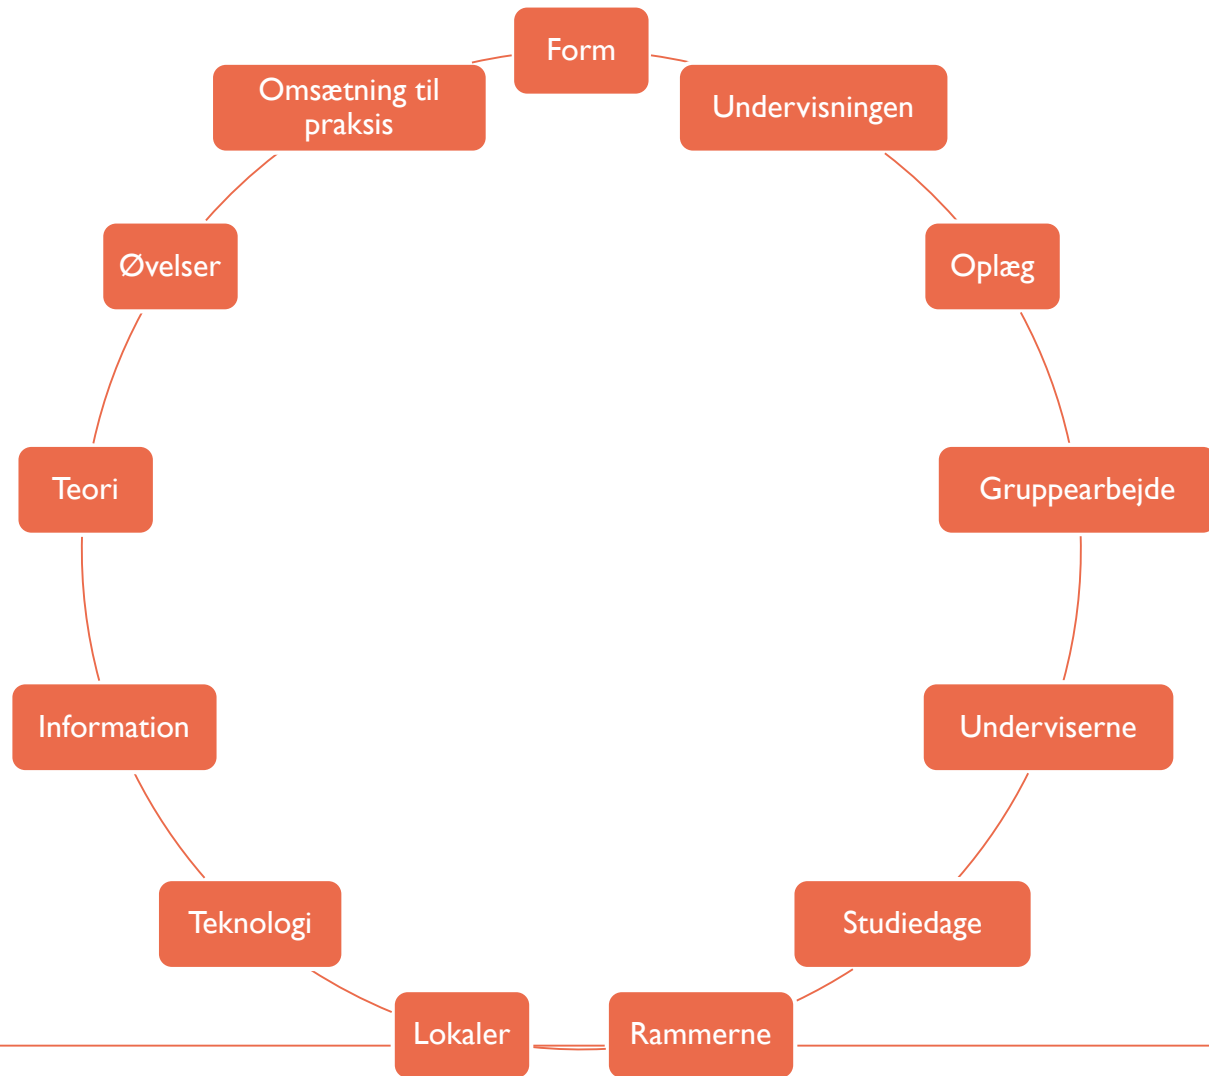 Form
Undervisningen
Oplæg
Gruppearbejde
Underviserne
Studiedage
Rammerne
Lokaler
Teknologi
Information
Teori
Øvelser
Omsætning til
praksis